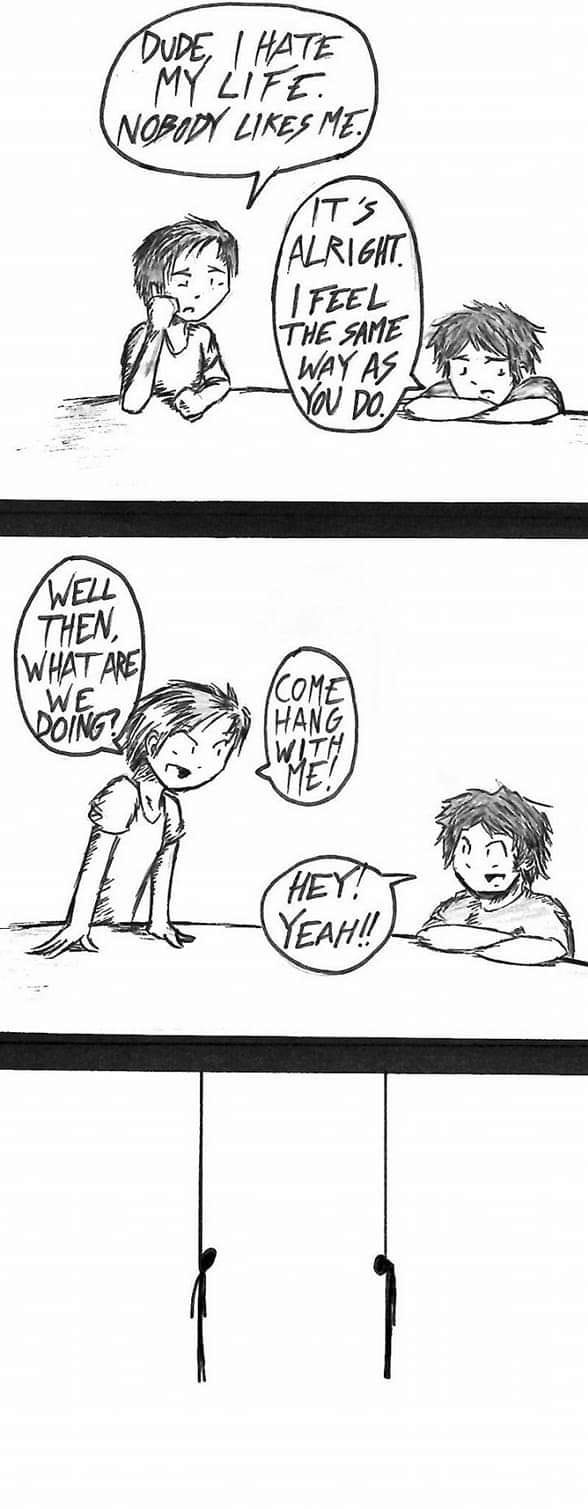 DUDE, I HATE
MY LIFE.
NOBODY LIKES ME.
IT'S
ALRIGHT.
I FEEL
THE SAME
WAY AS
YOU DO.
WELL
THEN,
WHAT ARE
WE
DOING?
COME
HANG
WITH
ME!
HEY!
YEAH!!